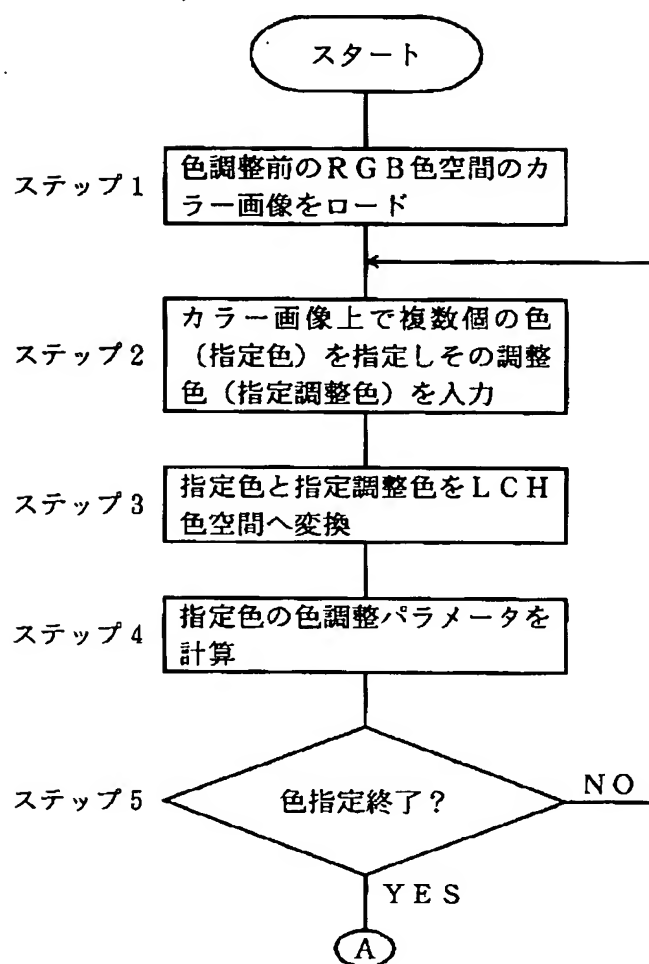 スタート
ステップ1
色調整前のRGB色空間のカ
ラー画像をロード
ステップ2
カラー画像上で複数個の色
(指定色)を指定しその調整
色(指定調整色)を入力
ステップ3
指定色と指定調整色をLCH
色空間へ変換
ステップ4
指定色の色調整パラメータを
計算
ステップ5
色指定終了?
NO
YES
A